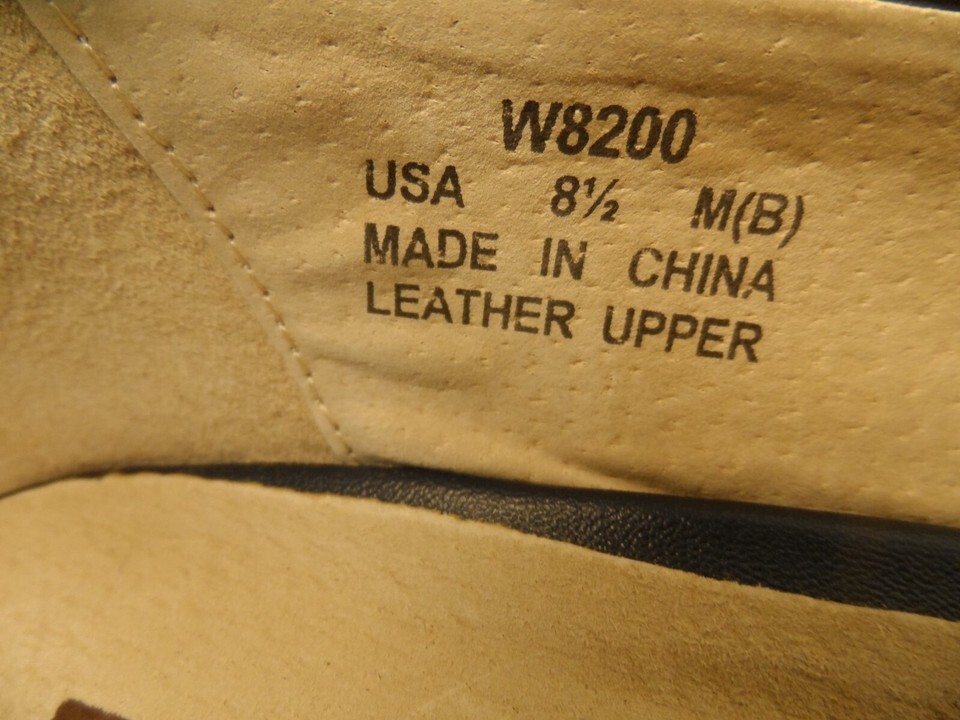 W8200
USA 8½ M(B)
MADE IN CHINA
LEATHER UPPER